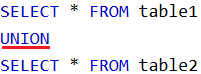 SELECT * FROM table1
UNION
SELECT * FROM table2